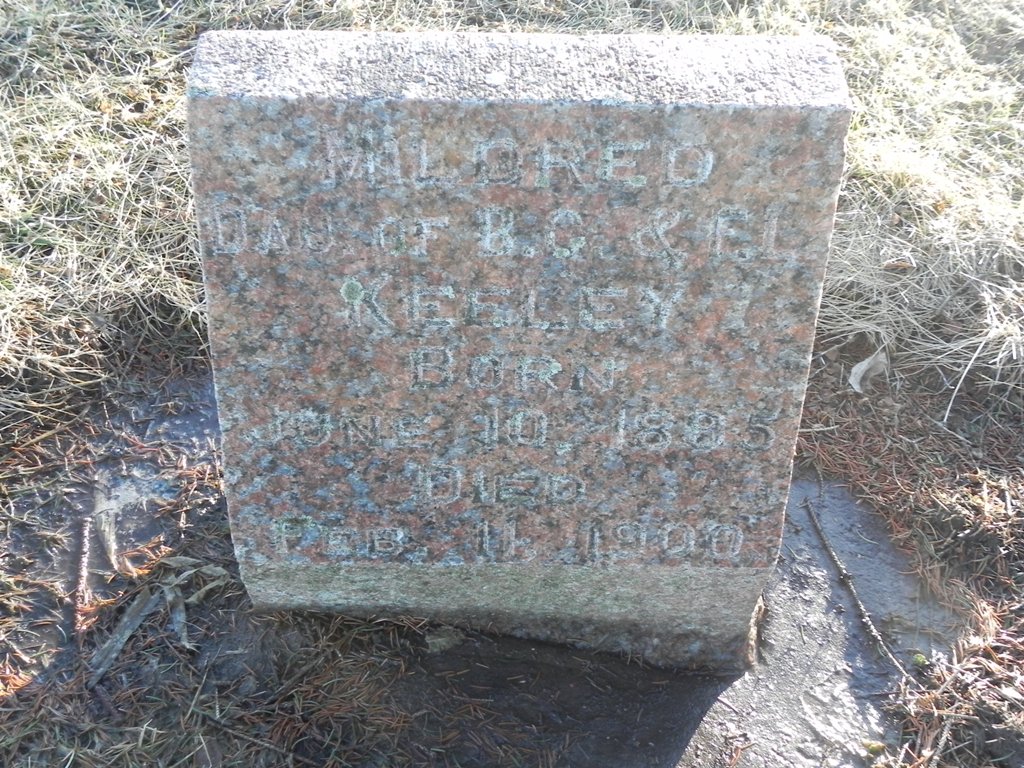 MILDRED
DAU OF B.C. & F.L.
KEELEY
BORN
JUNE 10, 1885
DIED
FEB. 11, 1900